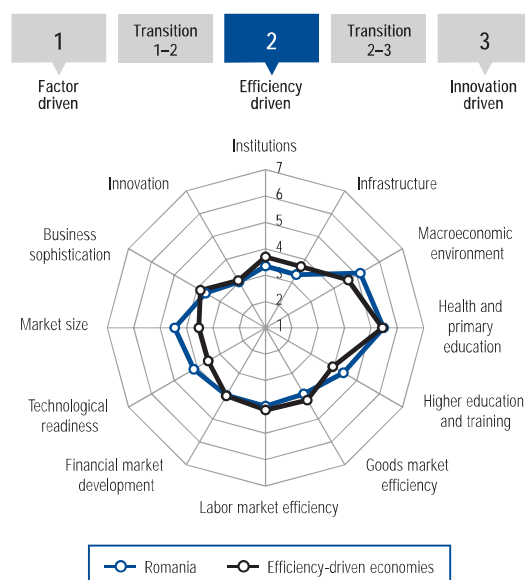 1
Transition
1–2
2
Transition
2–3
3
Factor
driven
Efficiency
driven
Innovation
driven
Institutions
7
6
5
4
3
2
1
Infrastructure
Macroeconomic
environment
Health and
primary
education
Higher education
and training
Goods market
efficiency
Labor market efficiency
Financial market
development
Technological
readiness
Market size
Business
sophistication
Innovation
Romania
Efficiency-driven economies